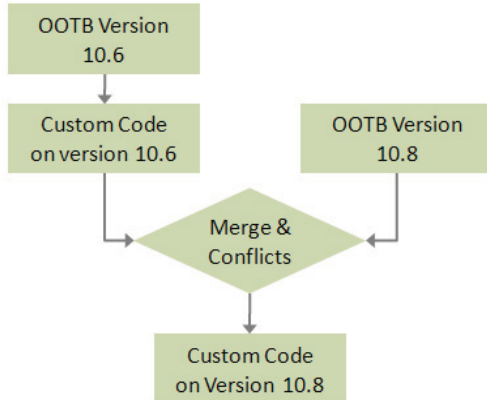 OOTB Version
10.6
Custom Code
on version 10.6
OOTB Version
10.8
Merge &
Conflicts
Custom Code
on Version 10.8